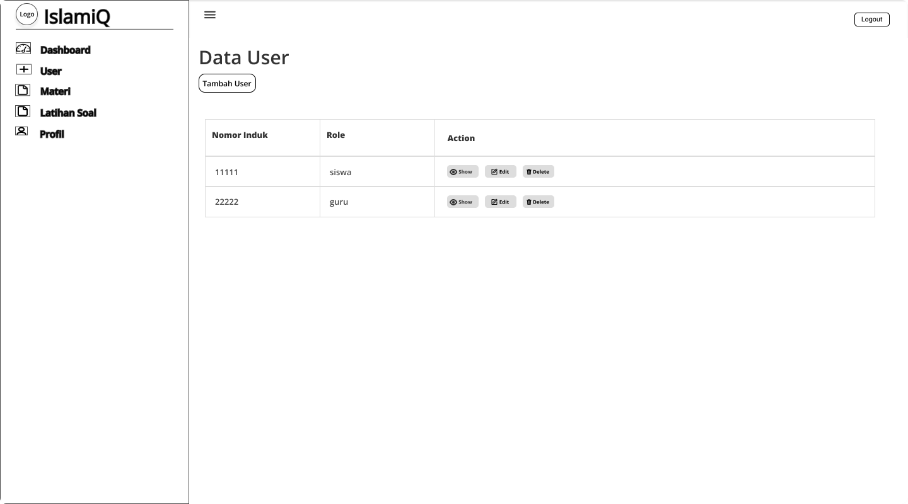 Logo IslamiQ
Dashboard
User
Materi
Latihan Soal
Profil
Logout
Data User
Tambah User
Nomor Induk Role Action
11111 siswa Show Edit Delete
22222 guru Show Edit Delete